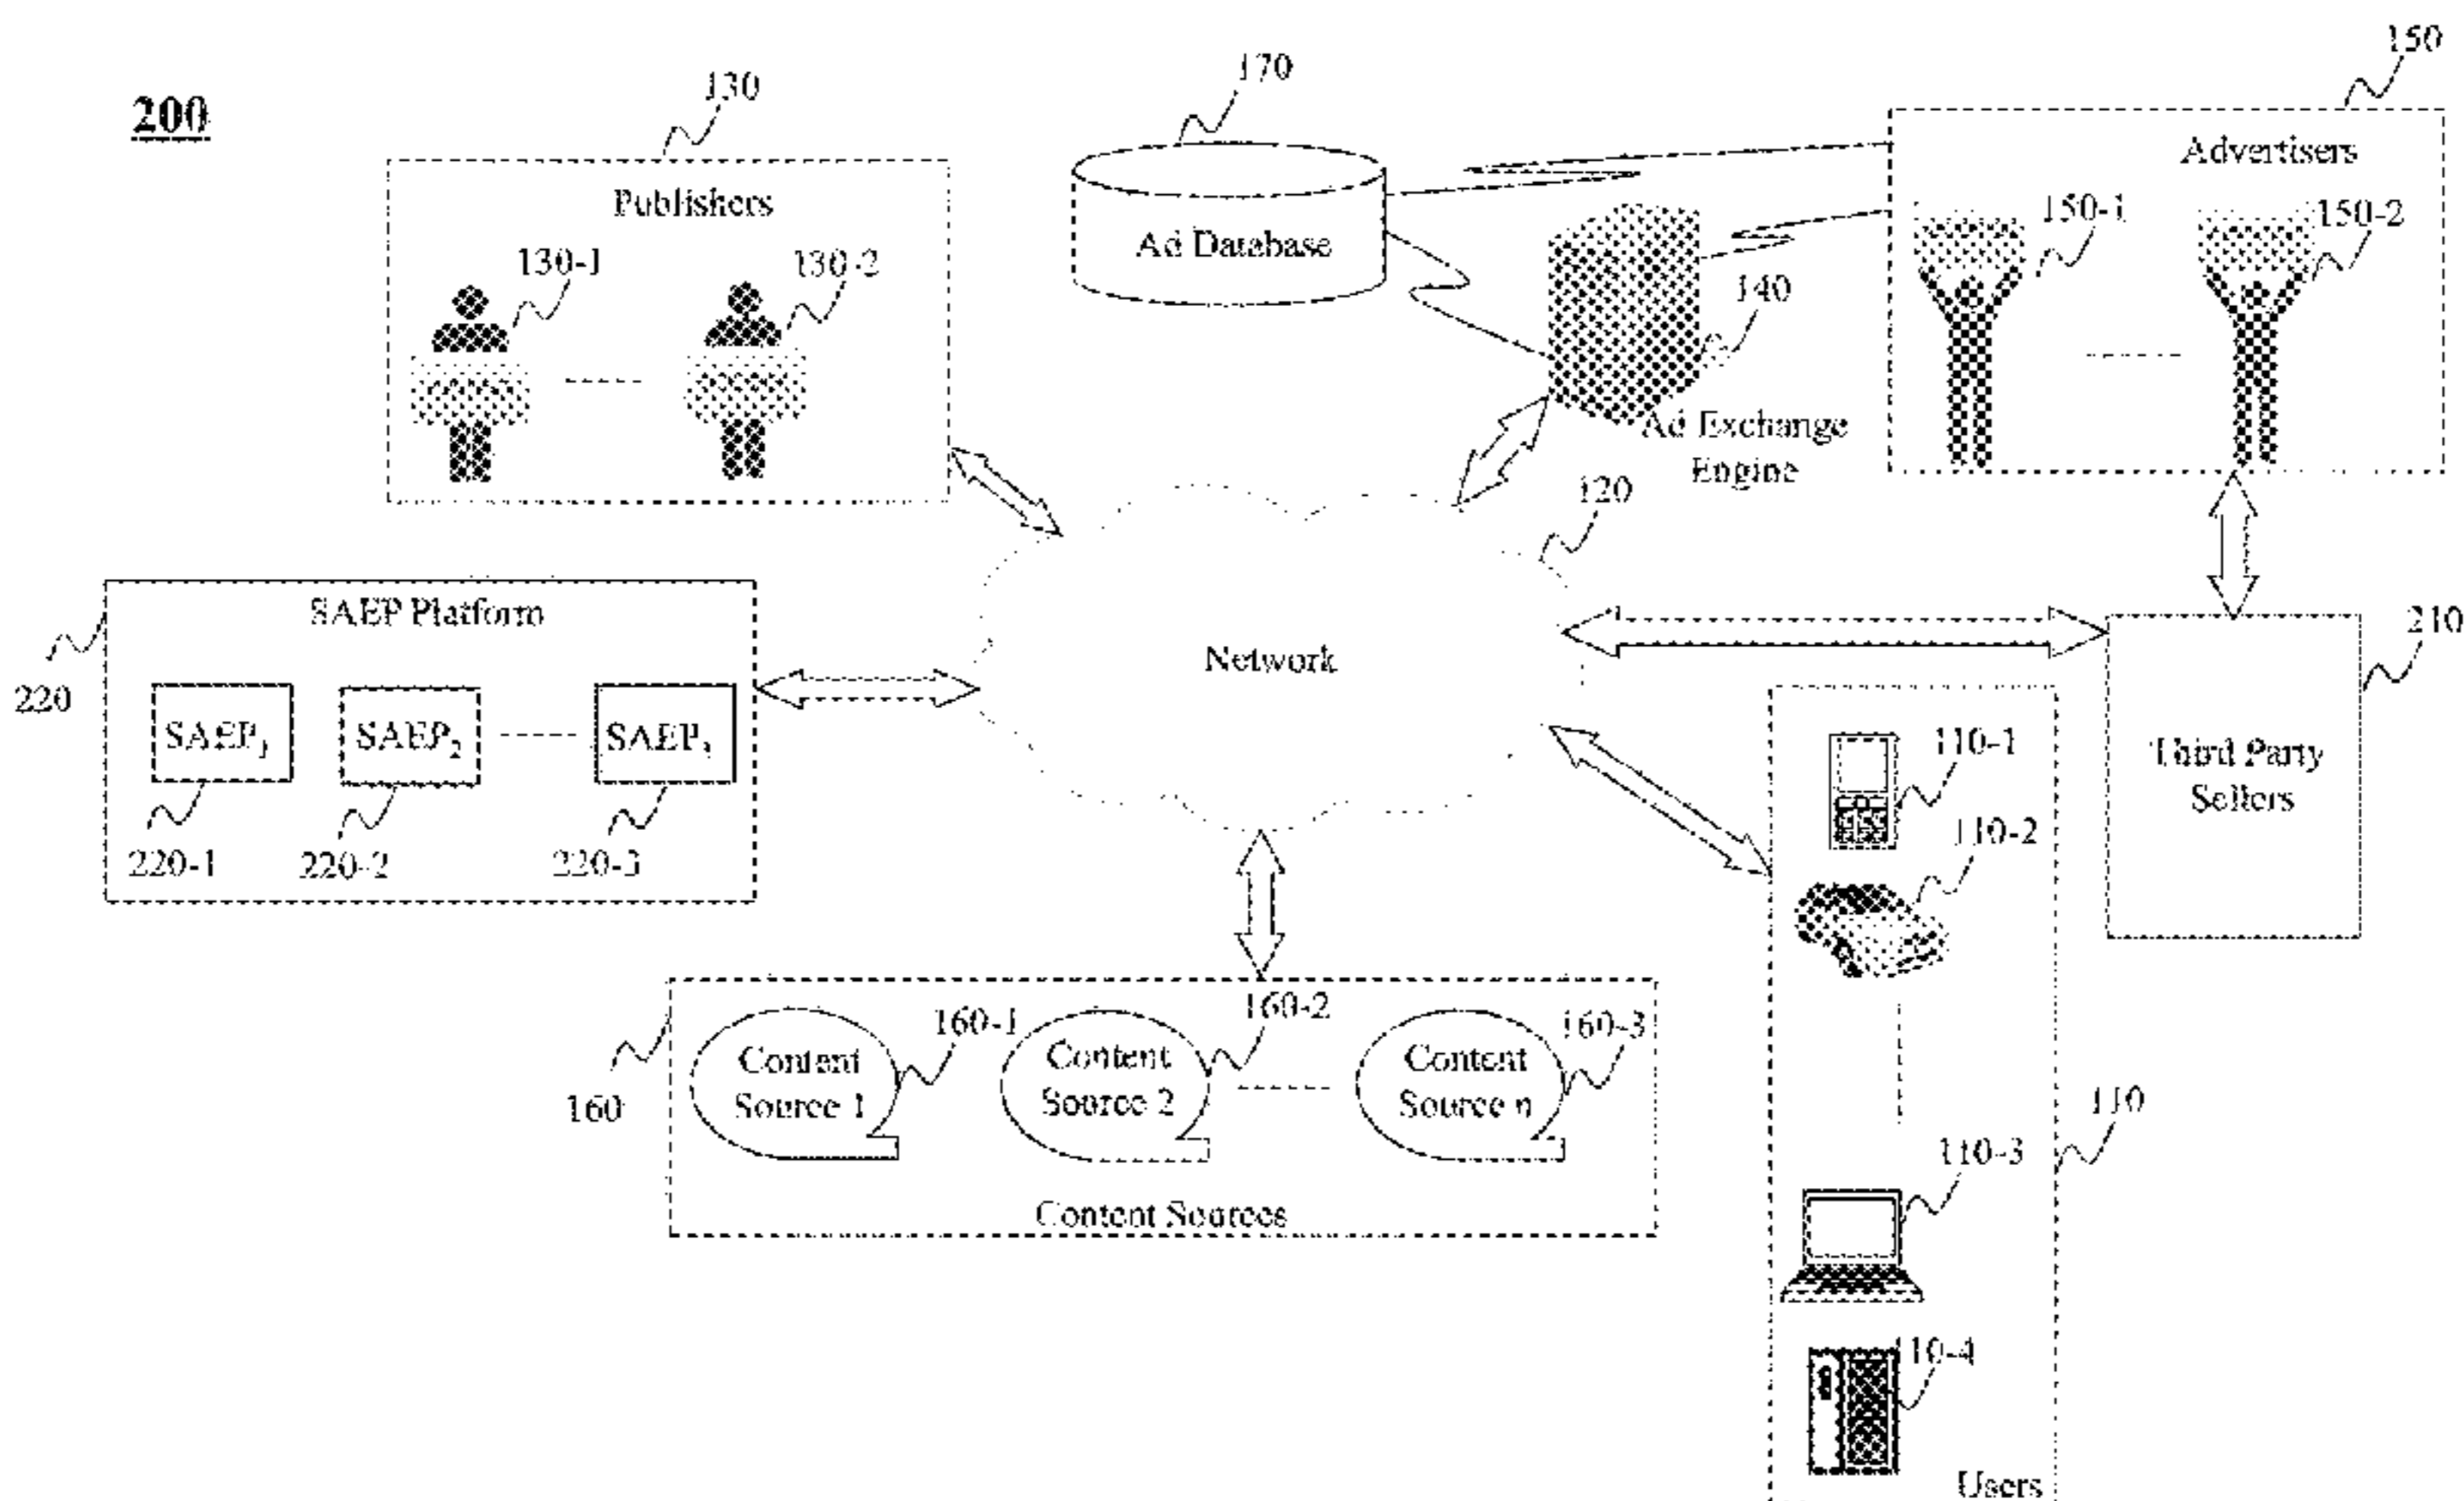 200
130
170
150
Publishers
Advertisers
130-1
130-2
Ad Database
140
150-1
150-2
Ad Exchange
Engine
120
SAEP Platform
Network
210
220
SAEP₁
SAEP₂
220-1
220-2
220-3
Third Party
Sellers
110-1
110-2
160
Content
Source 1
160-1
Content
Source 2
160-2
Content
Source n
160-3
Content Sources
110
110-3
110-4
Users